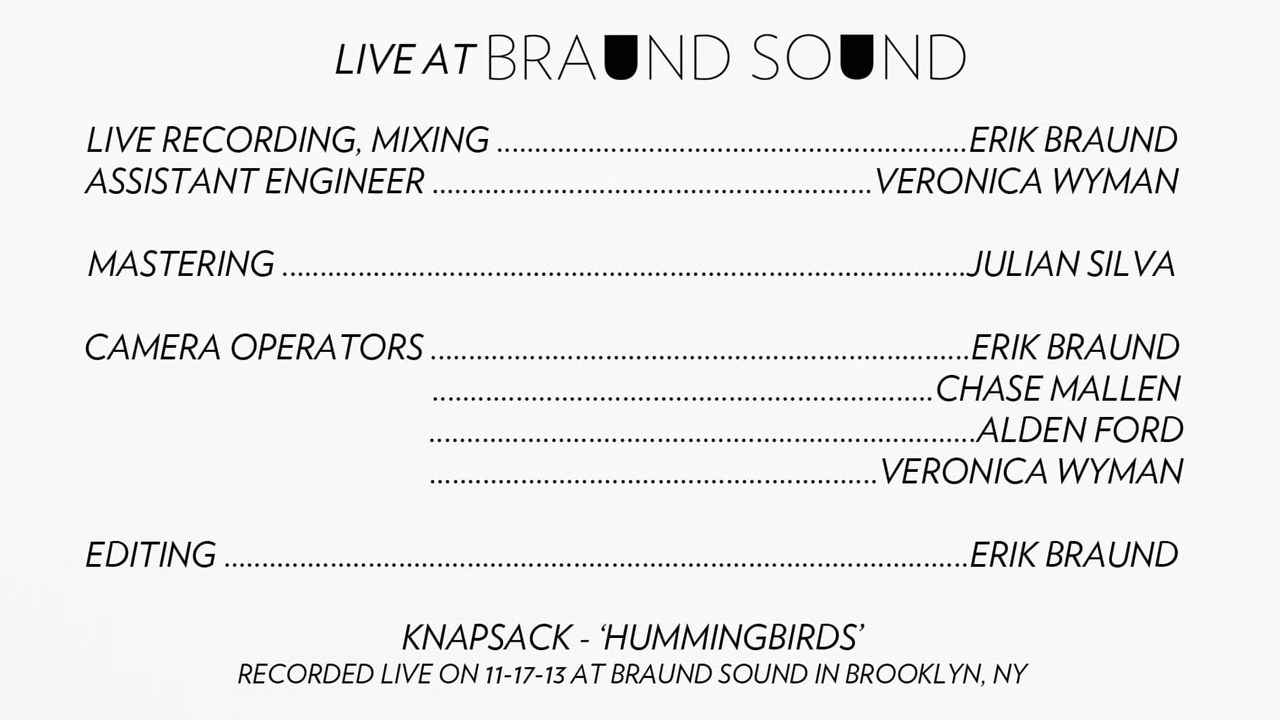 LIVE AT BRAUND SOUND
LIVE RECORDING, MIXING ................................................................ERIK BRAUND
ASSISTANT ENGINEER ............................................................VERONICA WYMAN
MASTERING .............................................................................................JULIAN SILVA
CAMERA OPERATORS .........................................................................ERIK BRAUND
....................................................................CHASE MALLEN
..........................................................................ALDEN FORD
.............................................................VERONICA WYMAN
EDITING .....................................................................................................ERIK BRAUND
KNAPSACK - ‘HUMMINGBIRDS’
RECORDED LIVE ON 11-17-13 AT BRAUND SOUND IN BROOKLYN, NY